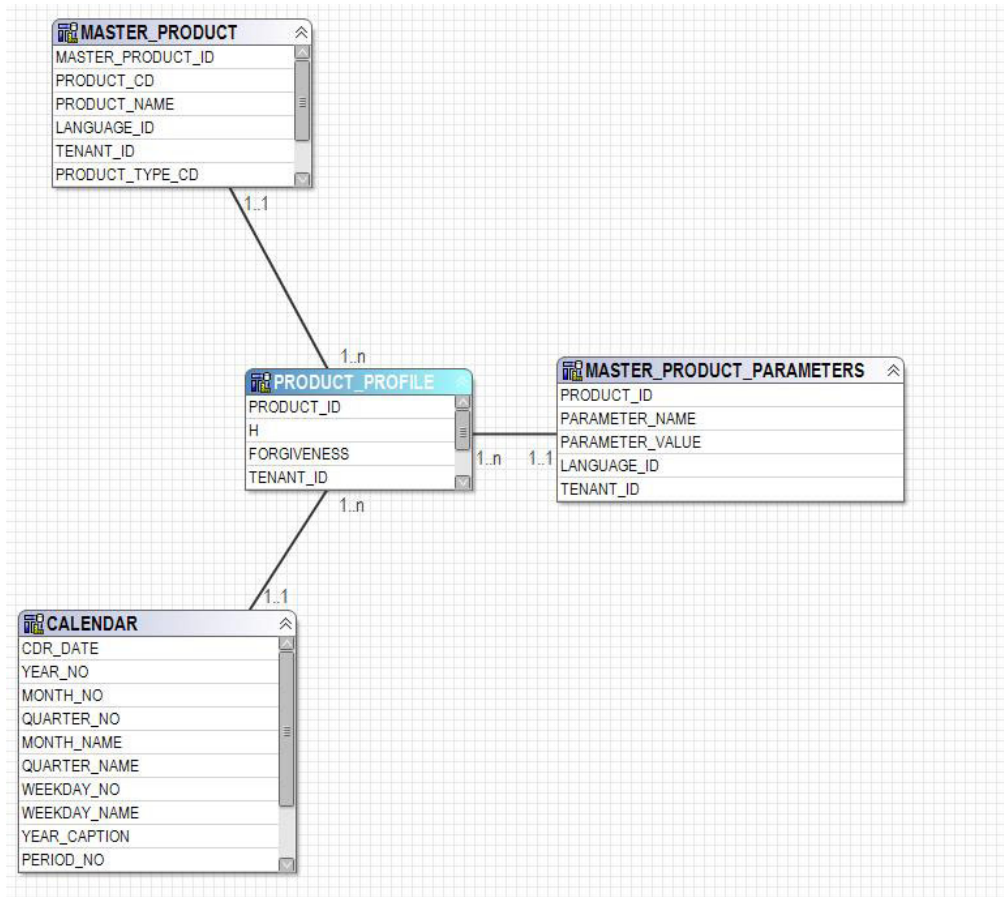 MASTER_PRODUCT
MASTER_PRODUCT_ID
PRODUCT_CD
PRODUCT_NAME
LANGUAGE_ID
TENANT_ID
PRODUCT_TYPE_CD
1..1
1..n
PRODUCT_PROFILE
PRODUCT_ID
H
FORGIVENESS
TENANT_ID
1..n
1..1
MASTER_PRODUCT_PARAMETERS
PRODUCT_ID
PARAMETER_NAME
PARAMETER_VALUE
LANGUAGE_ID
TENANT_ID
1..n
1..1
CALENDAR
CDR_DATE
YEAR_NO
MONTH_NO
QUARTER_NO
MONTH_NAME
QUARTER_NAME
WEEKDAY_NO
WEEKDAY_NAME
YEAR_CAPTION
PERIOD_NO